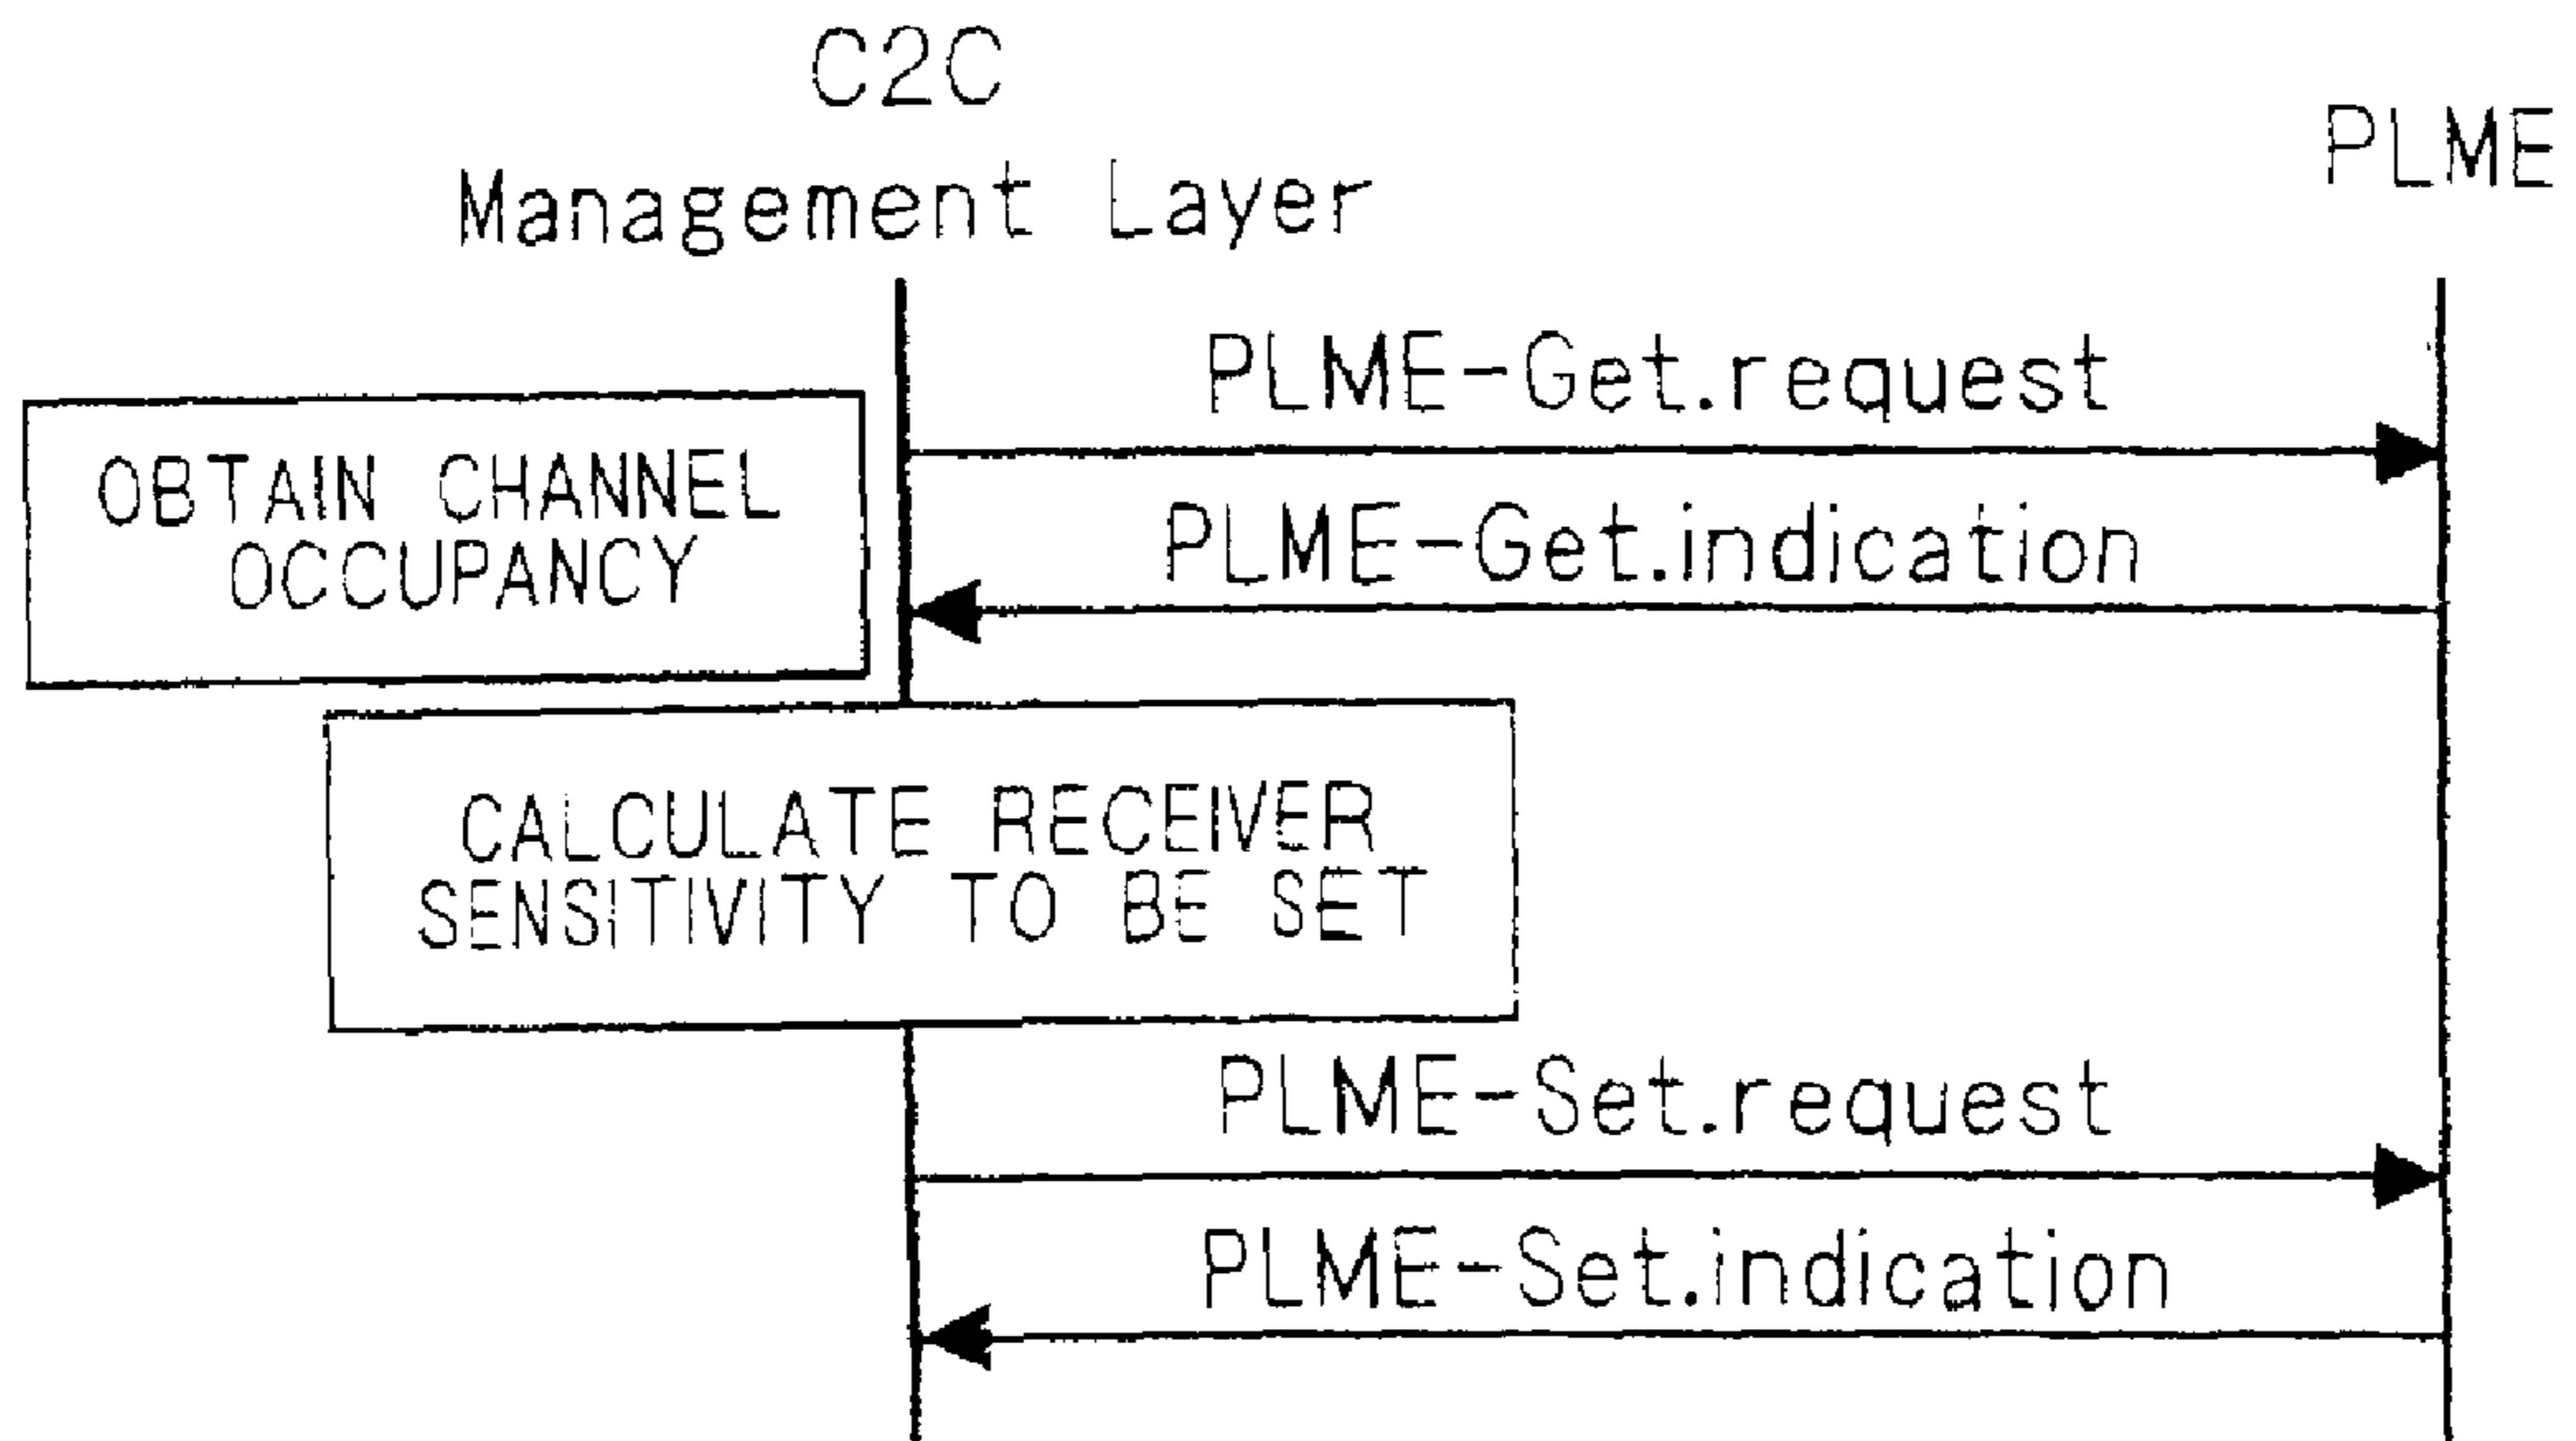 C2C
Management Layer
PLME
PLME-Get.request
OBTAIN CHANNEL
OCCUPANCY
PLME-Get.indication
CALCULATE RECEIVER
SENSITIVITY TO BE SET
PLME-Set.request
PLME-Set.indication